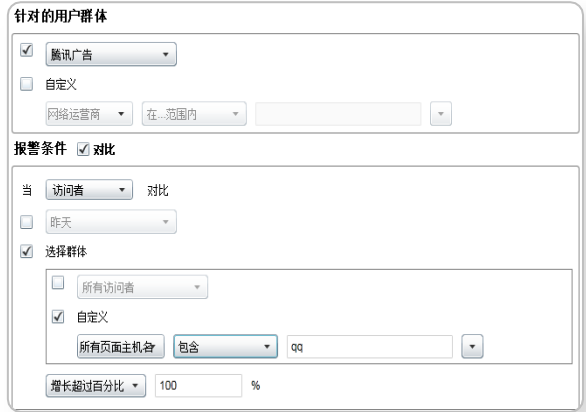 针对的用户群体
腾讯广告
自定义
网络运营商 在...范围内
报警条件 对比
当 访问者 对比
昨天
选择群体
所有访问者
自定义
所有页面主机名 包含 qq
增长超过百分比 100 %